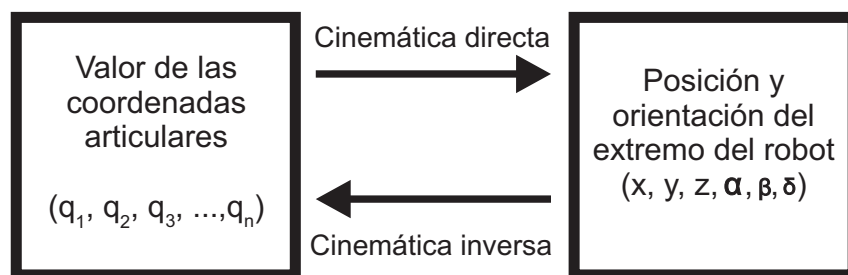 Valor de las
coordenadas
articulares
(q₁, q₂, q₃, ...,qₙ)
Cinemática directa
Cinemática inversa
Posición y
orientación del
extremo del robot
(x, y, z, α, β, δ)